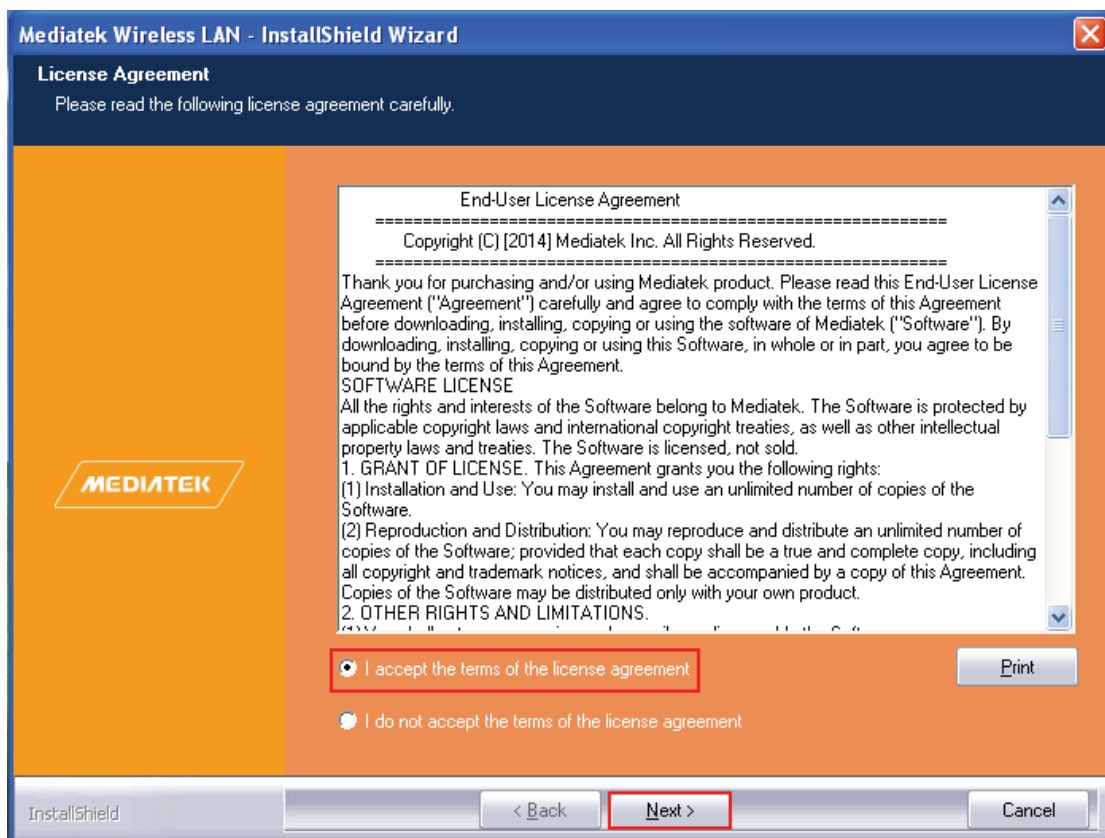 Mediatek Wireless LAN - InstallShield Wizard
License Agreement
Please read the following license agreement carefully.
End-User License Agreement
============================================================
Copyright (C) [2014] Mediatek Inc. All Rights Reserved.
============================================================
Thank you for purchasing and/or using Mediatek product. Please read this End-User License
Agreement ("Agreement") carefully and agree to comply with the terms of this Agreement
before downloading, installing, copying or using the software of Mediatek ("Software"). By
downloading, installing, copying or using this Software, in whole or in part, you agree to be
bound by the terms of this Agreement.
SOFTWARE LICENSE
All the rights and interests of the Software belong to Mediatek. The Software is protected by
applicable copyright laws and international copyright treaties, as well as other intellectual
property laws and treaties. The Software is licensed, not sold.
1. GRANT OF LICENSE. This Agreement grants you the following rights:
(1) Installation and Use: You may install and use an unlimited number of copies of the
Software.
(2) Reproduction and Distribution: You may reproduce and distribute an unlimited number of
copies of the Software; provided that each copy shall be a true and complete copy, including
all copyright and trademark notices, and shall be accompanied by a copy of this Agreement.
Copies of the Software may be distributed only with your own product.
2. OTHER RIGHTS AND LIMITATIONS.
MEDIATEK
I accept the terms of the license agreement
Print
I do not accept the terms of the license agreement
InstallShield
< Back
Next >
Cancel